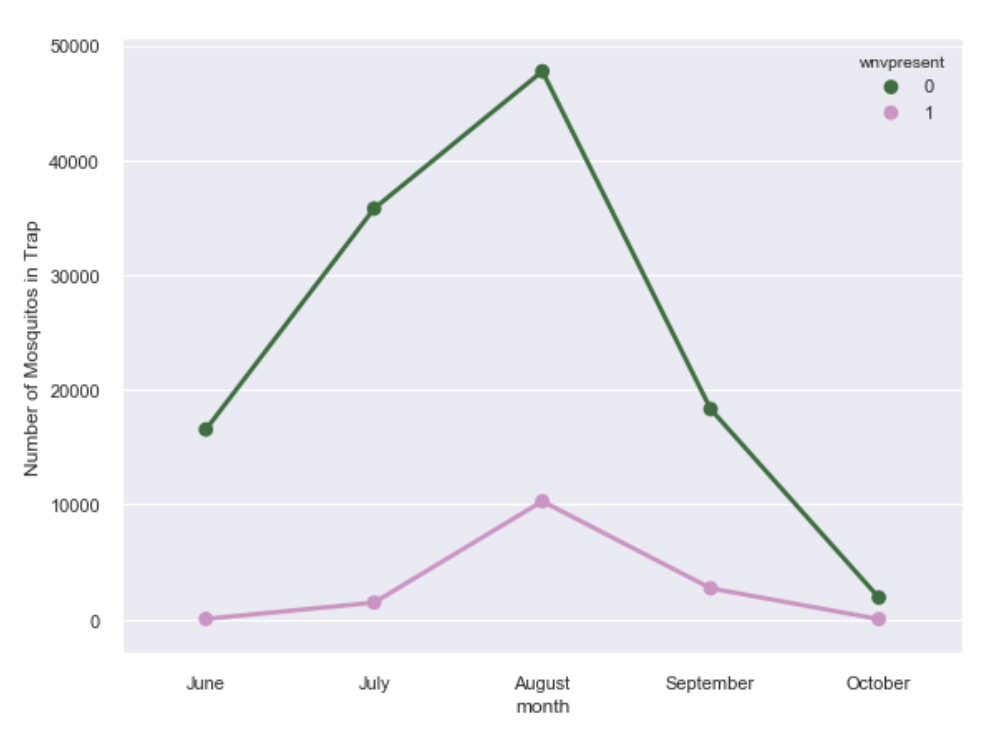 50000
40000
30000
20000
10000
0
Number of Mosquitos in Trap
wnvpresent
0
1
June July August September October
month